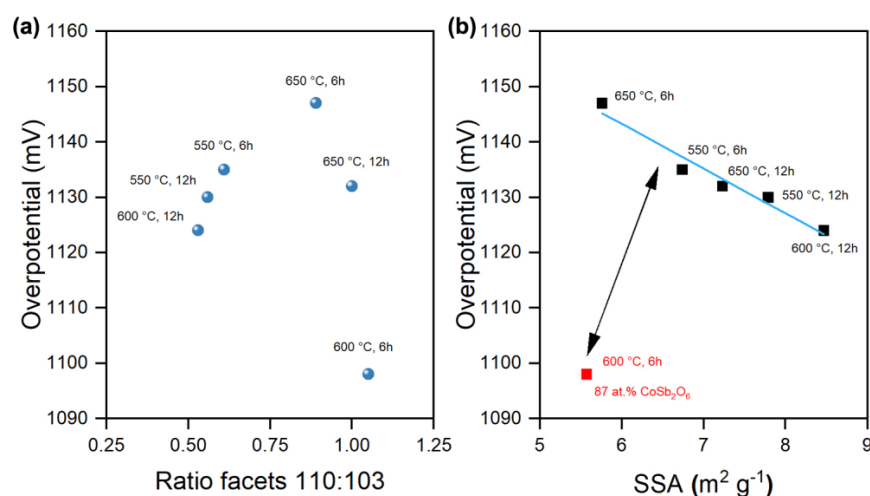 (a)
1160
1150
1140
1130
1120
1110
1100
1090
Overpotential (mV)
650 °C, 6h
550 °C, 6h
550 °C, 12h
650 °C, 12h
600 °C, 12h
600 °C, 6h
0.25
0.50
0.75
1.00
1.25
Ratio facets 110:103
(b)
1160
1150
1140
1130
1120
1110
1100
1090
Overpotential (mV)
650 °C, 6h
550 °C, 6h
650 °C, 12h
550 °C, 12h
600 °C, 12h
600 °C, 6h
87 at.% CoSb₂O₆
5
6
7
8
9
SSA (m² g⁻¹)